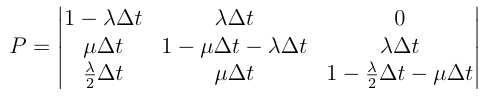 P = |1 − λΔt    λΔt    0|
|μΔt    1 − μΔt − λΔt    λΔt|
|λ/2 Δt    μΔt    1 − λ/2 Δt − μΔt|